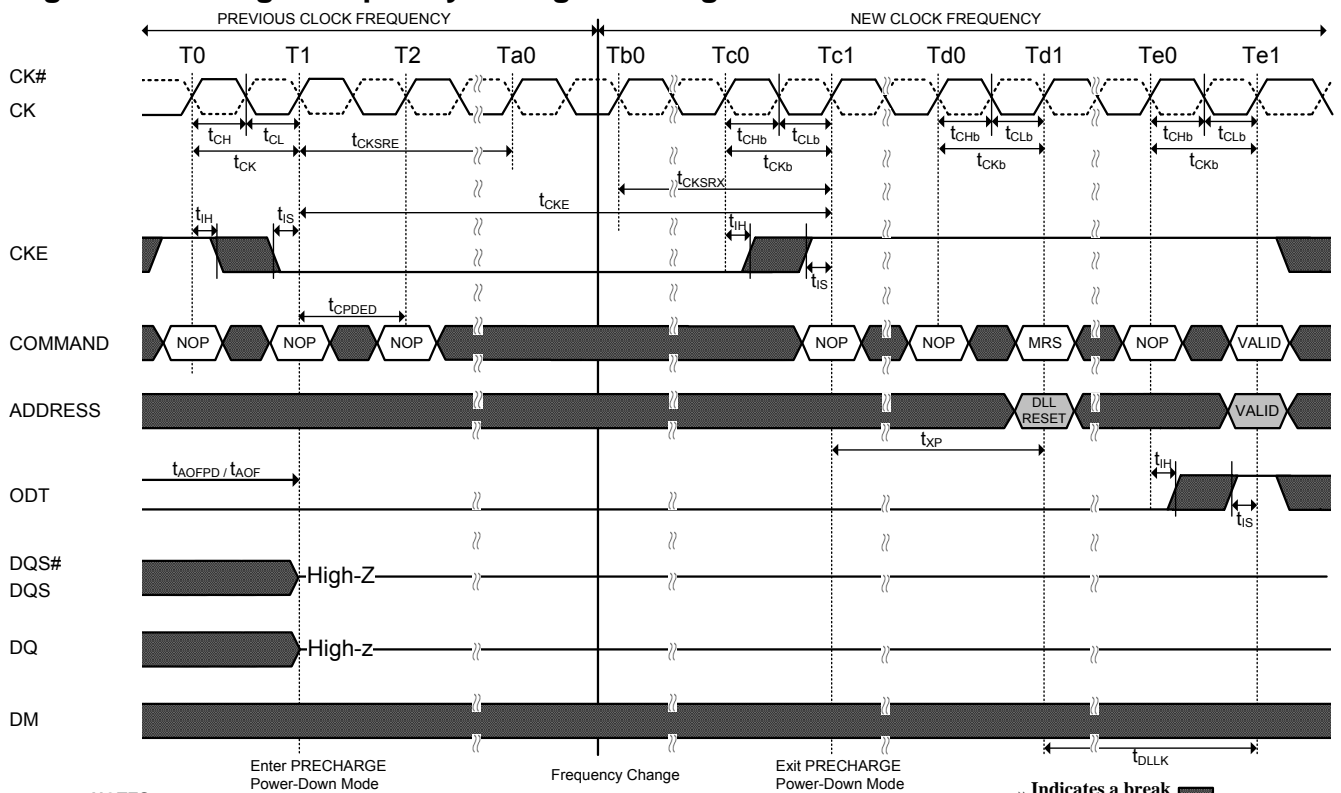 PREVIOUS CLOCK FREQUENCY NEW CLOCK FREQUENCY
T0 T1 T2 Ta0 Tb0 Tc0 Tc1 Td0 Td1 Te0 Te1
CK#
CK
tCH tCL tCHb tCLb tCHb tCLb tCHb tCLb
tCK tCKSRE tCKb tCKb tCKb
tCKSRX
tCKE
tIH tIS tIH tIS
CKE
tCPDED
COMMAND NOP NOP NOP NOP NOP MRS NOP VALID
ADDRESS DLL RESET VALID
tXP
tAOFPD / tAOF tIH tIS
ODT
DQS#
DQS High-Z
DQ High-z
DM
tDLLK
Enter PRECHARGE
Power-Down Mode
Frequency Change
Exit PRECHARGE
Power-Down Mode
Indicates a break